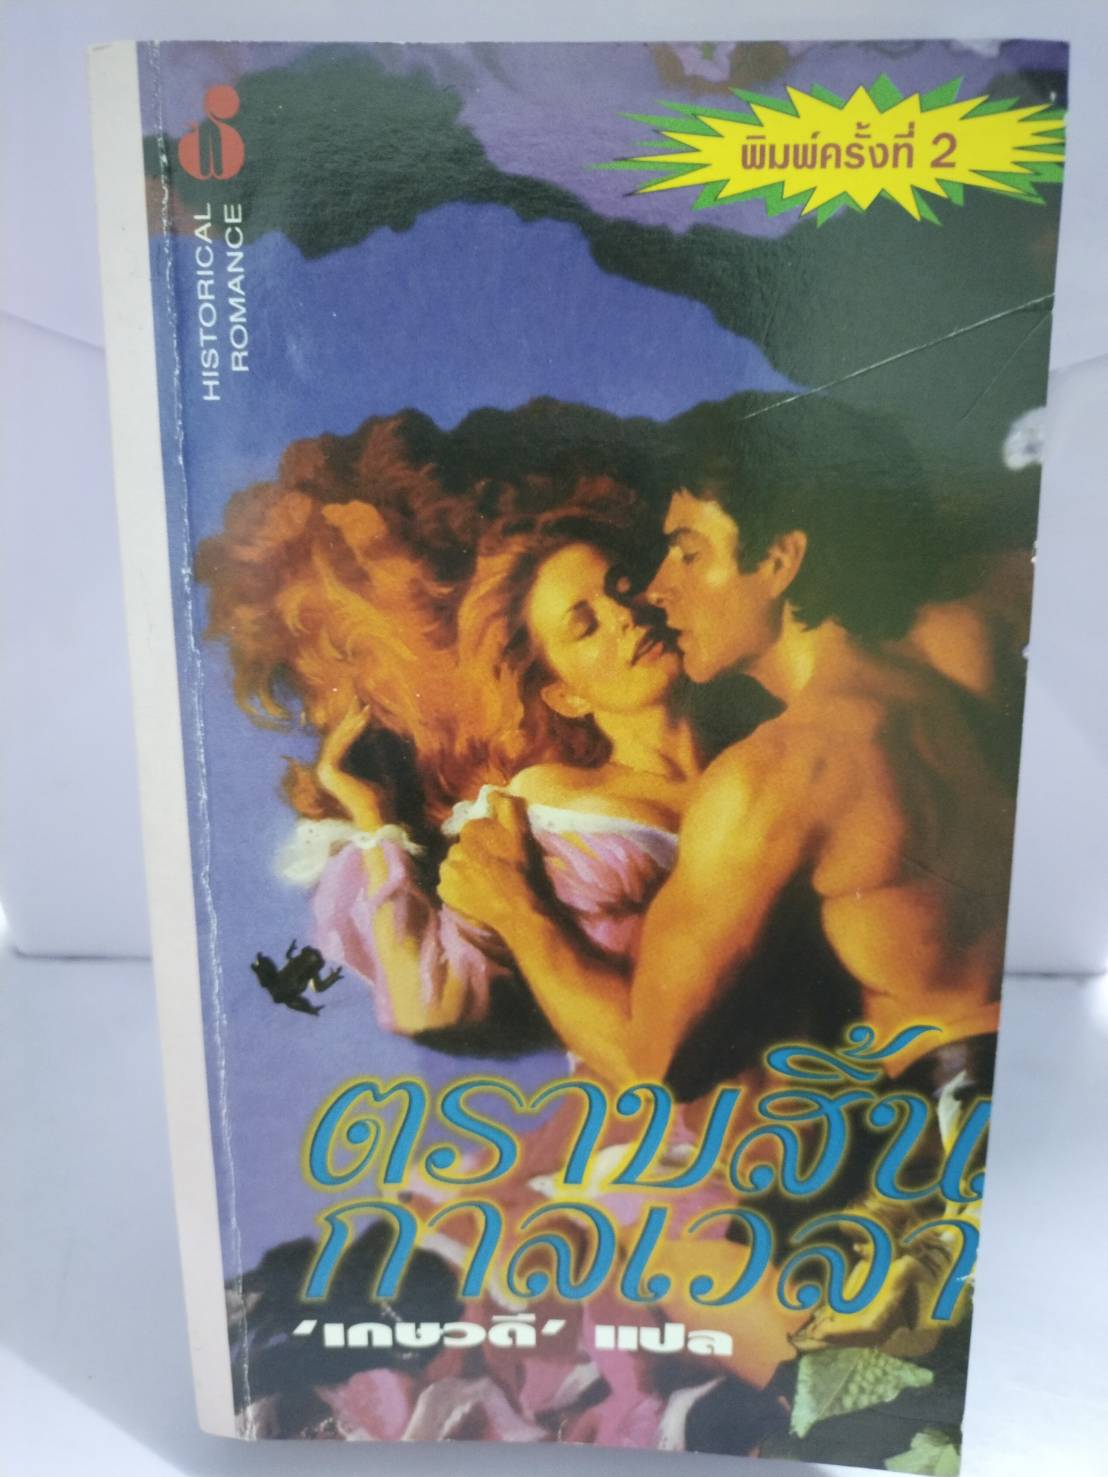 พิมพ์ครั้งที่ 2
HISTORICAL
ROMANCE
ตราบสิ้น
กาลเวลา
'เกษวดี' แปล